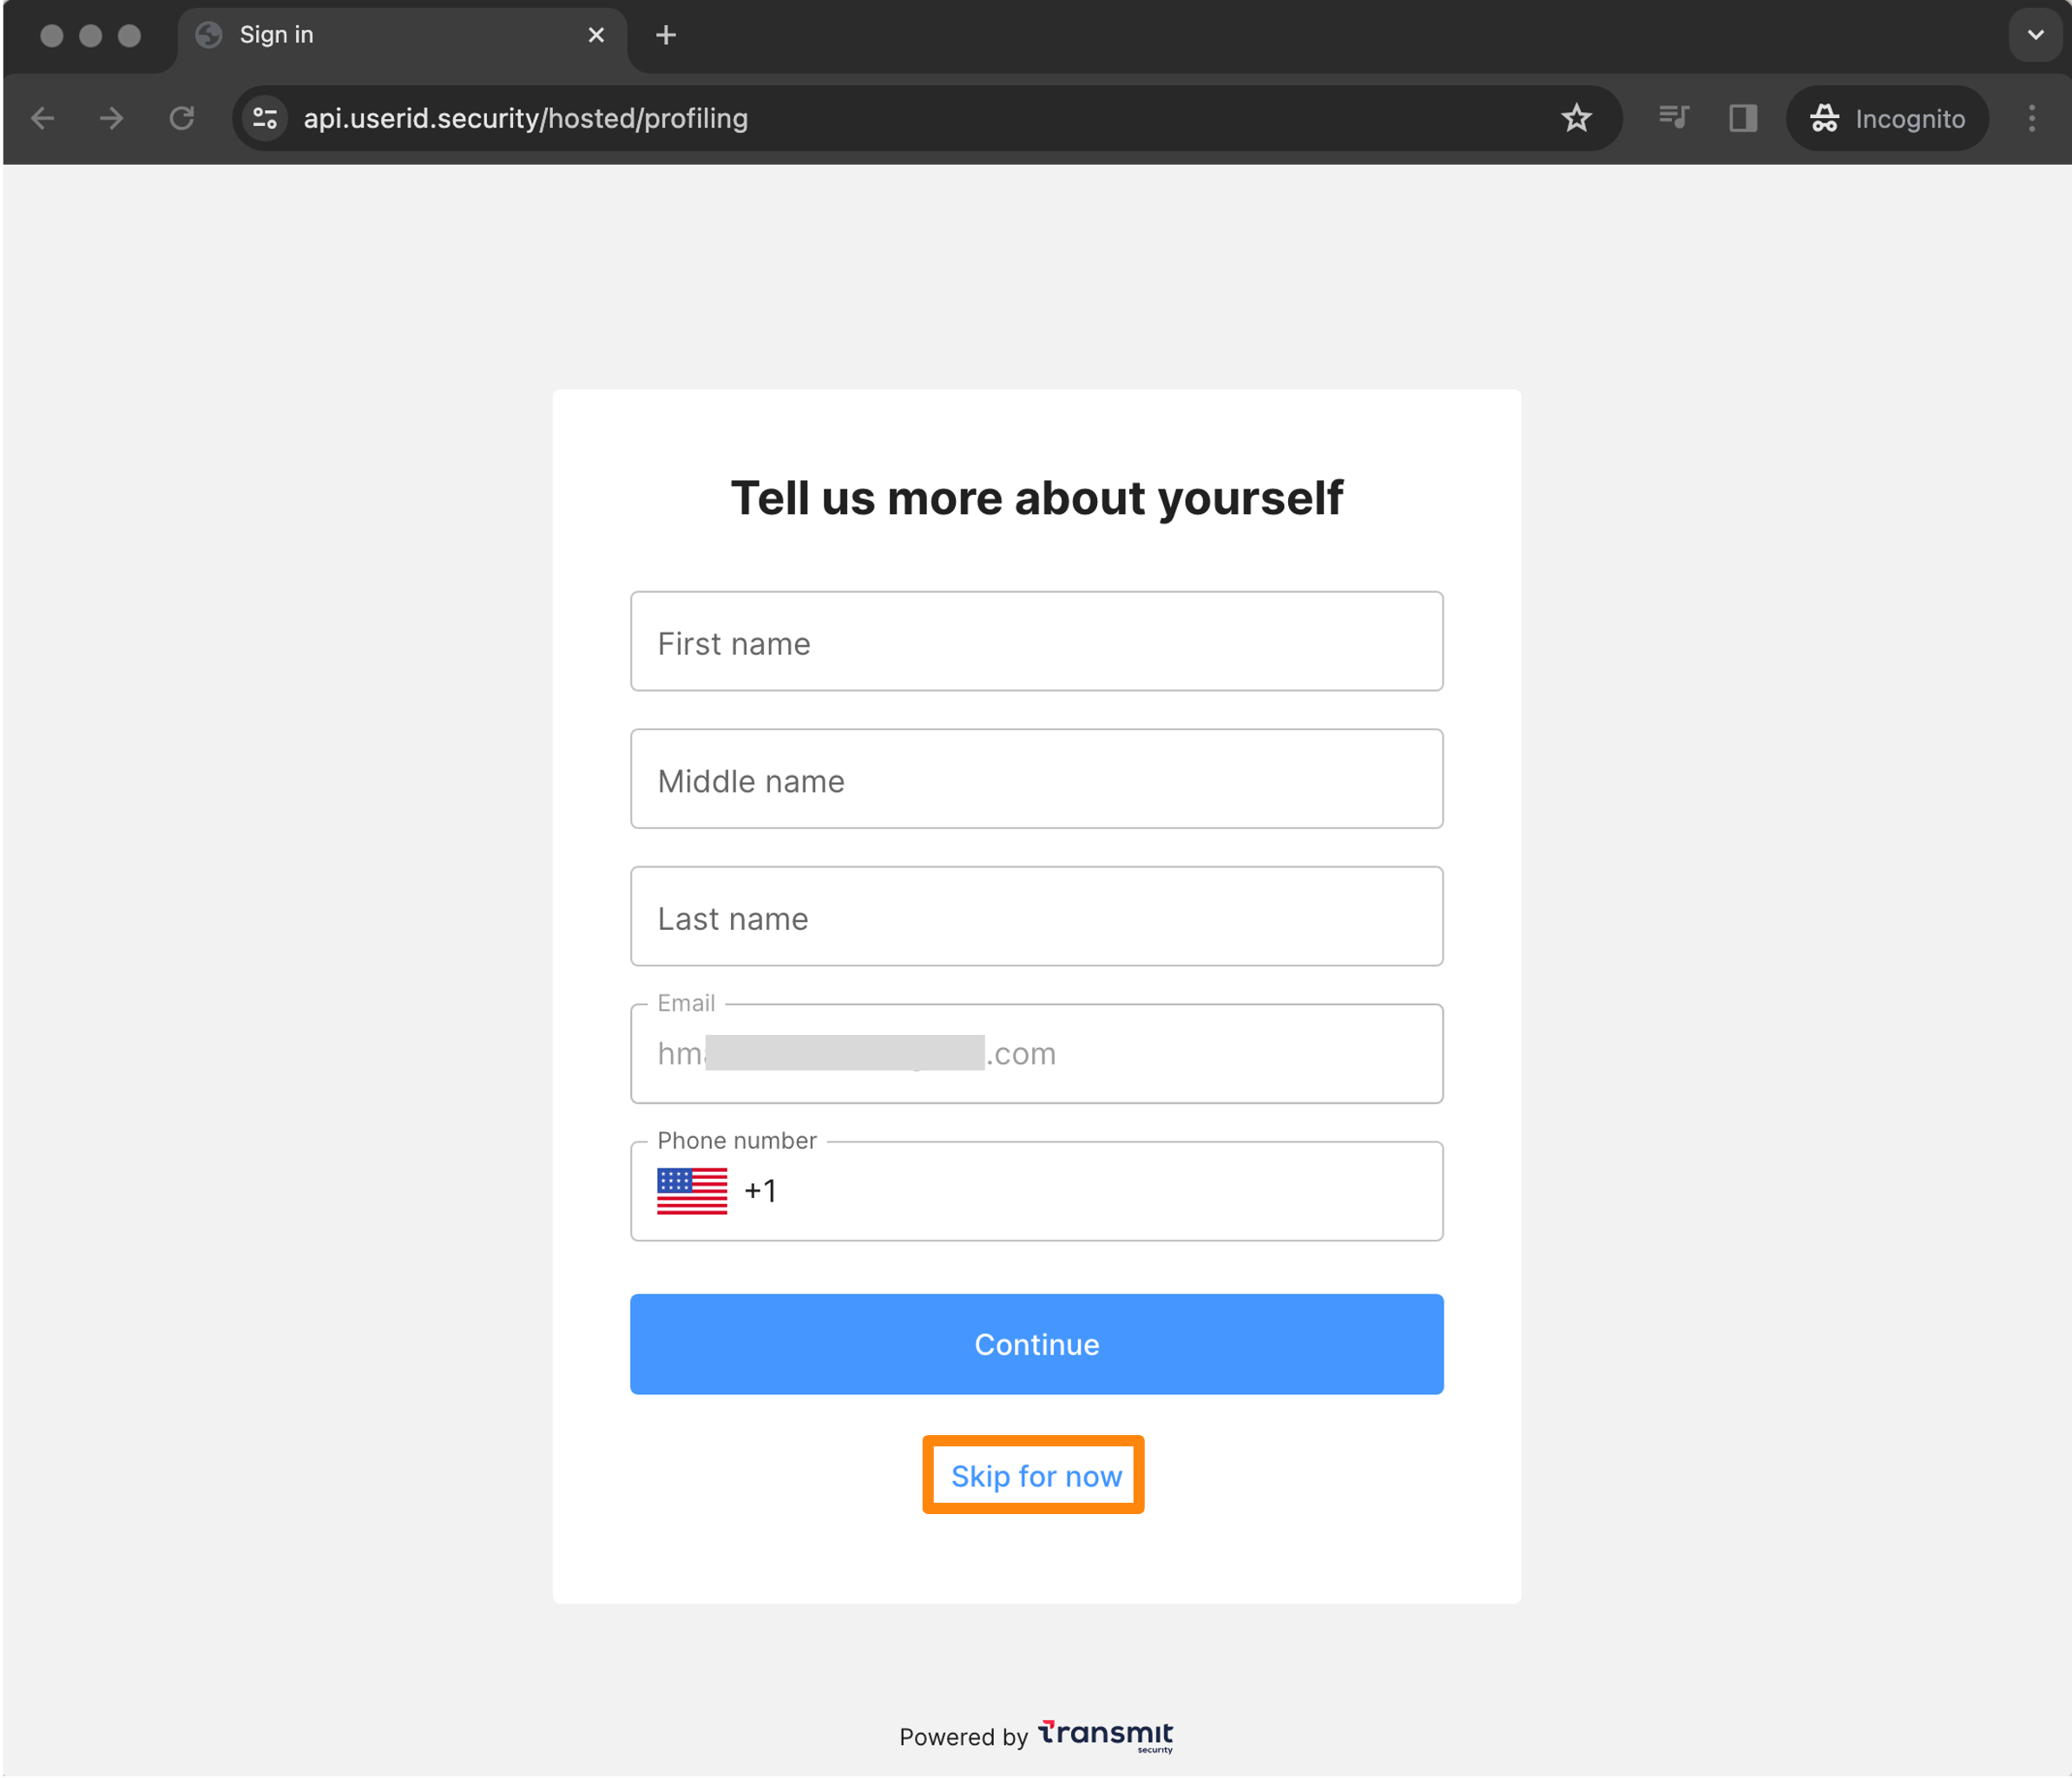 Sign in
api.userid.security/hosted/profiling
Incognito
Tell us more about yourself
First name
Middle name
Last name
Email
hm .com
Phone number
+1
Continue
Skip for now
Powered by Transmit
security